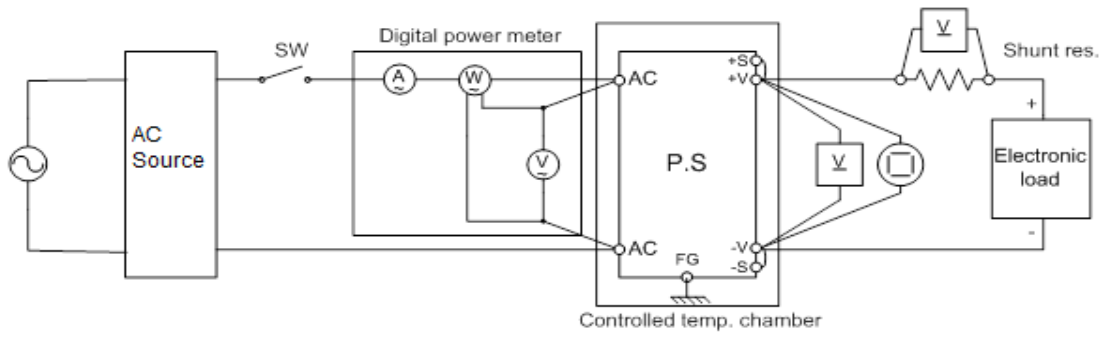 SW
Digital power meter
AC
Source
A
W
V
AC
AC
P.S
+S
+V
-V
-S
FG
Controlled temp. chamber
V
V
Shunt res.
+
Electronic
load
-